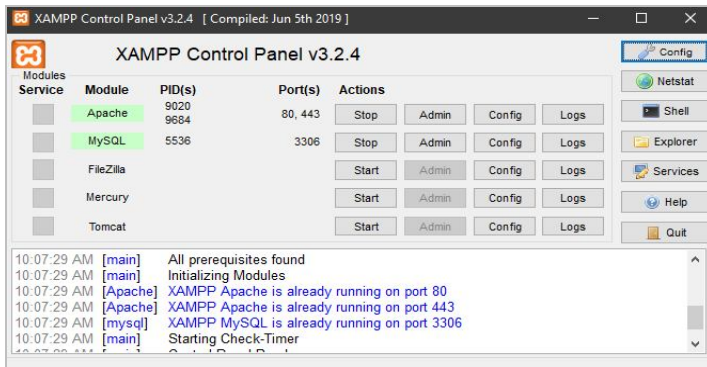 XAMPP Control Panel v3.2.4 [ Compiled: Jun 5th 2019 ]
XAMPP Control Panel v3.2.4
Config
Modules
Service Module PID(s) Port(s) Actions
Netstat
Apache 9020 9684 80, 443 Stop Admin Config Logs
Shell
MySQL 5536 3306 Stop Admin Config Logs
Explorer
FileZilla Start Admin Config Logs
Services
Mercury Start Admin Config Logs
Help
Tomcat Start Admin Config Logs
Quit
10:07:29 AM [main] All prerequisites found
10:07:29 AM [main] Initializing Modules
10:07:29 AM [Apache] XAMPP Apache is already running on port 80
10:07:29 AM [Apache] XAMPP Apache is already running on port 443
10:07:29 AM [mysql] XAMPP MySQL is already running on port 3306
10:07:29 AM [main] Starting Check-Timer